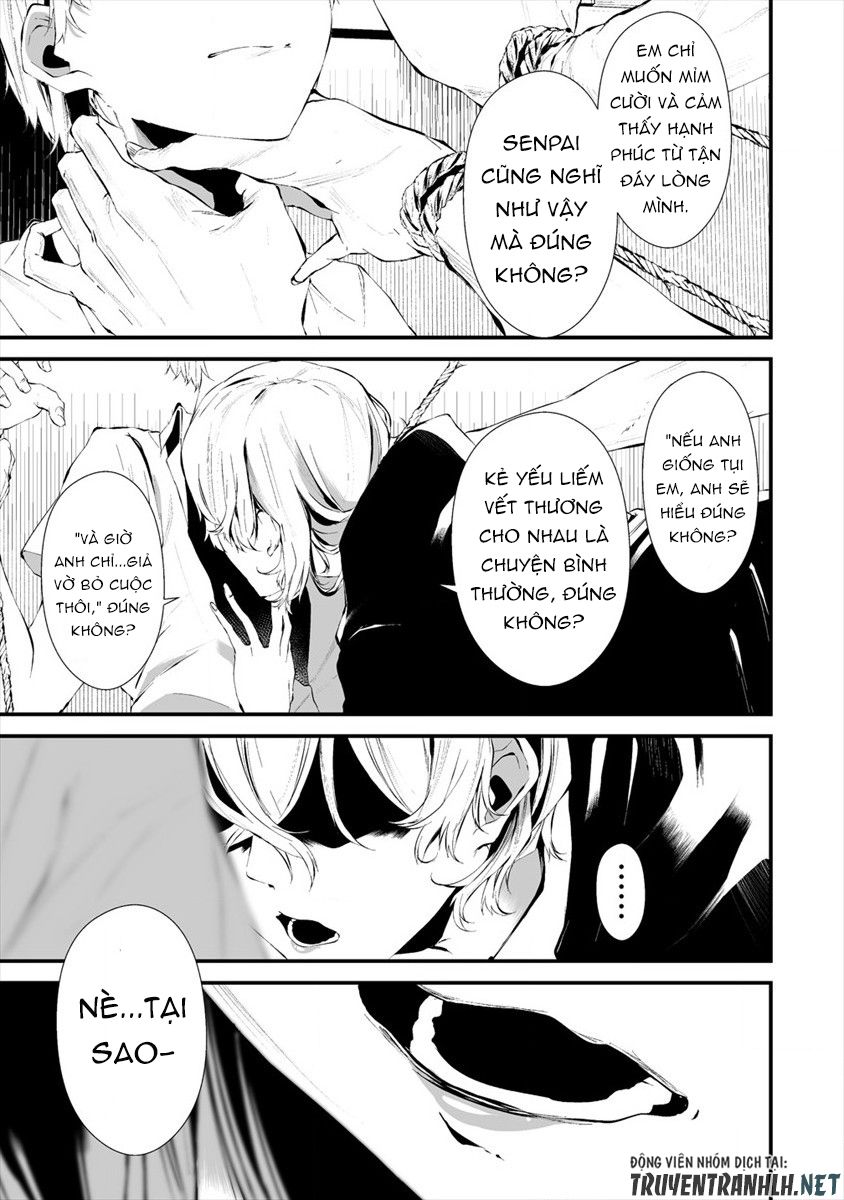 EM CHỈ
MUỐN MỈM
CƯỜI VÀ CẢM
THẤY HẠNH
PHÚC TỪ TẬN
ĐÁY LÒNG
MÌNH.
SENPAI
CŨNG NGHĨ
NHƯ VẬY
MÀ ĐÚNG
KHÔNG?
"NẾU ANH
GIỐNG TỤI
EM, ANH SẼ
HIỂU ĐÚNG
KHÔNG?
KẺ YẾU LIẾM
VẾT THƯƠNG
CHO NHAU LÀ
CHUYỆN BÌNH
THƯỜNG, ĐÚNG
KHÔNG?
"VÀ GIỜ
ANH CHỈ...GIẢ
VỜ BỎ CUỘC
THÔI," ĐÚNG
KHÔNG?
......
NÈ...TẠI
SAO-
ĐỘNG VIÊN NHÓM DỊCH TẠI:
TRUYENTRANHLH.NET